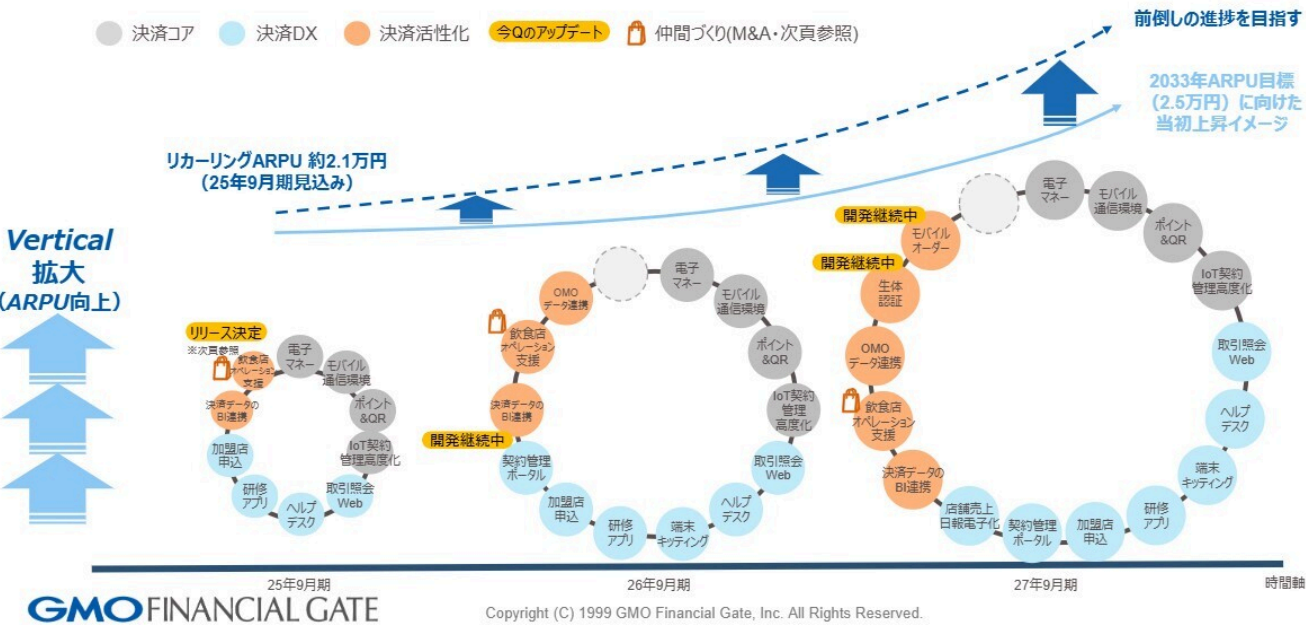 決済コア
決済DX
決済活性化
今Qのアップデート
仲間づくり(M&A・次頁参照)
前倒しの進捗を目指す
2033年ARPU目標
(2.5万円) に向けた
当初上昇イメージ
リカーリングARPU 約2.1万円
(25年9月期見込み)
Vertical
拡大
(ARPU向上)
リリース決定
※次頁参照
飲食店
オペレーション
支援
電子
マネー
モバイル
通信環境
ポイント
&QR
IoT契約
管理高度化
取引照会
Web
ヘルプ
デスク
研修
アプリ
加盟店
申込
決済データの
BI連携
OMO
データ連携
電子
マネー
モバイル
通信環境
ポイント
&QR
IoT契約
管理
高度化
取引照会
Web
ヘルプ
デスク
端末
キッティング
研修
アプリ
加盟店
申込
契約管理
ポータル
開発継続中
決済データの
BI連携
飲食店
オペレーション
支援
開発継続中
モバイル
オーダー
開発継続中
生体
認証
OMO
データ連携
飲食店
オペレーション
支援
決済データの
BI連携
店舗売上
日報電子化
契約管理
ポータル
加盟店
申込
研修
アプリ
端末
キッティング
ヘルプ
デスク
取引照会
Web
IoT契約
管理高度化
ポイント
&QR
モバイル
通信環境
電子
マネー
25年9月期
26年9月期
27年9月期
時間軸
GMO FINANCIAL GATE
Copyright (C) 1999 GMO Financial Gate, Inc. All Rights Reserved.